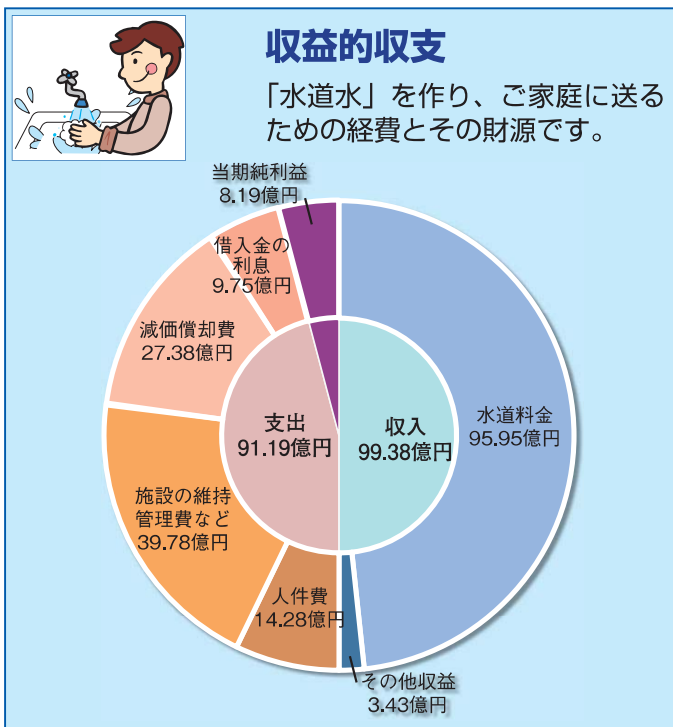 収益的収支
「水道水」を作り、ご家庭に送る
ための経費とその財源です。
当期純利益
8.19億円
借入金の
利息
9.75億円
減価償却費
27.38億円
施設の維持
管理費など
39.78億円
人件費
14.28億円
支出
91.19億円
収入
99.38億円
水道料金
95.95億円
その他収益
3.43億円